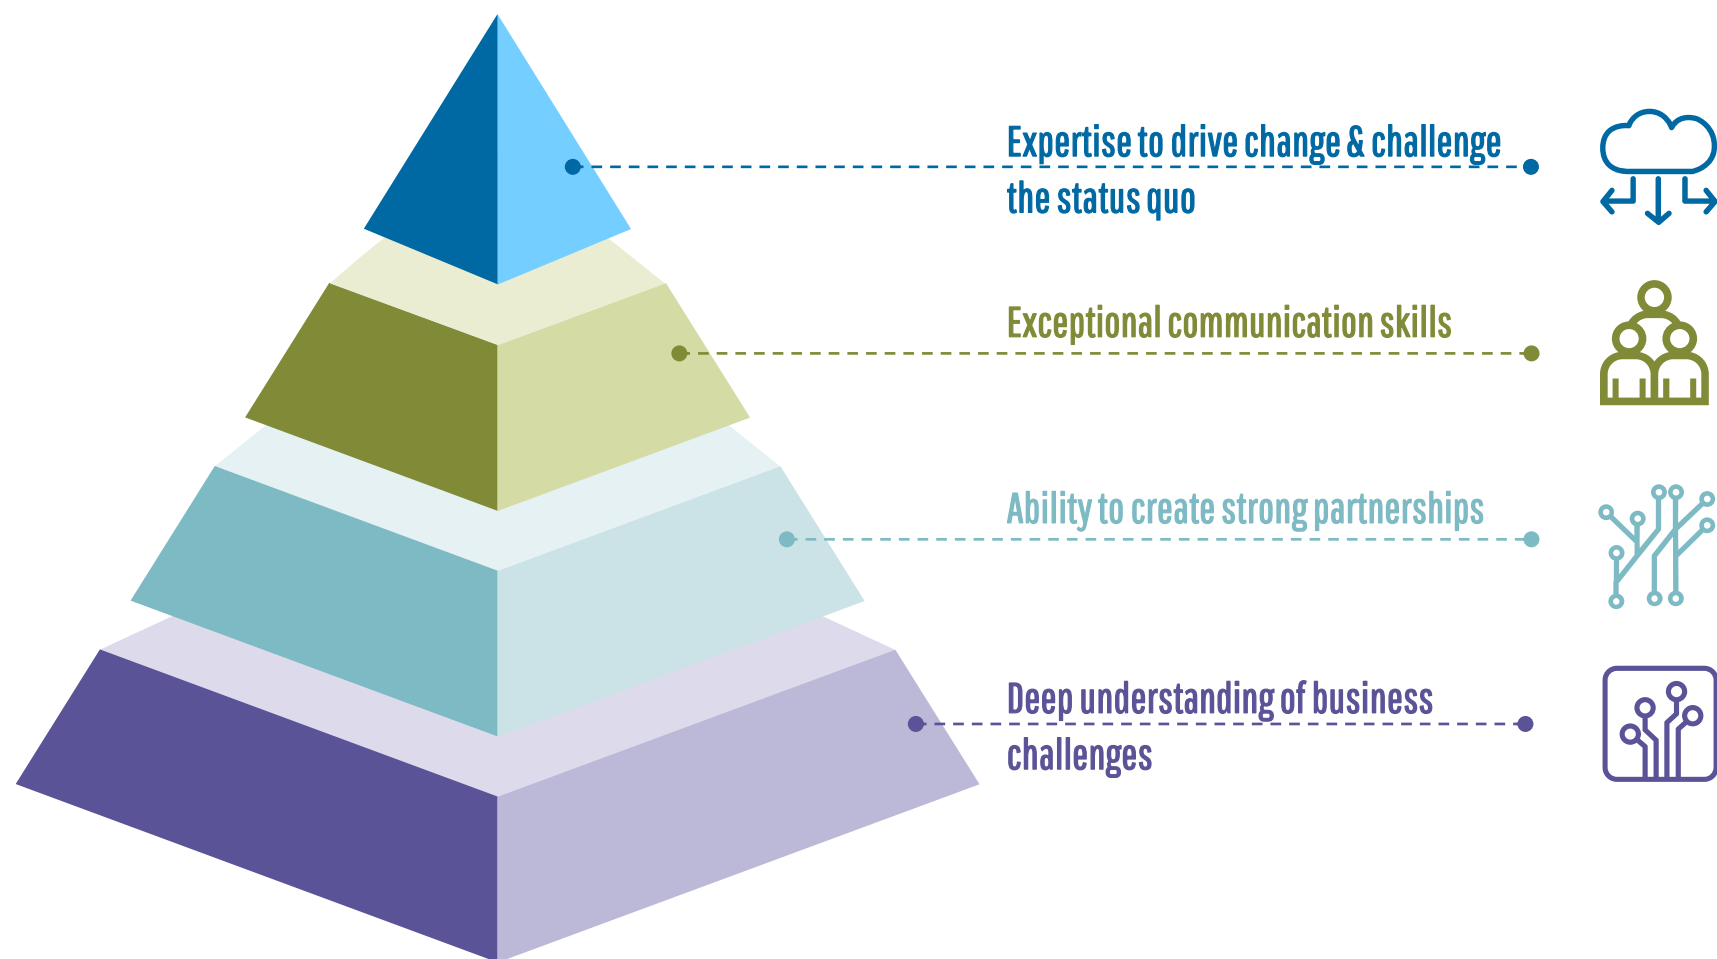 Expertise to drive change & challenge
the status quo
Exceptional communication skills
Ability to create strong partnerships
Deep understanding of business
challenges